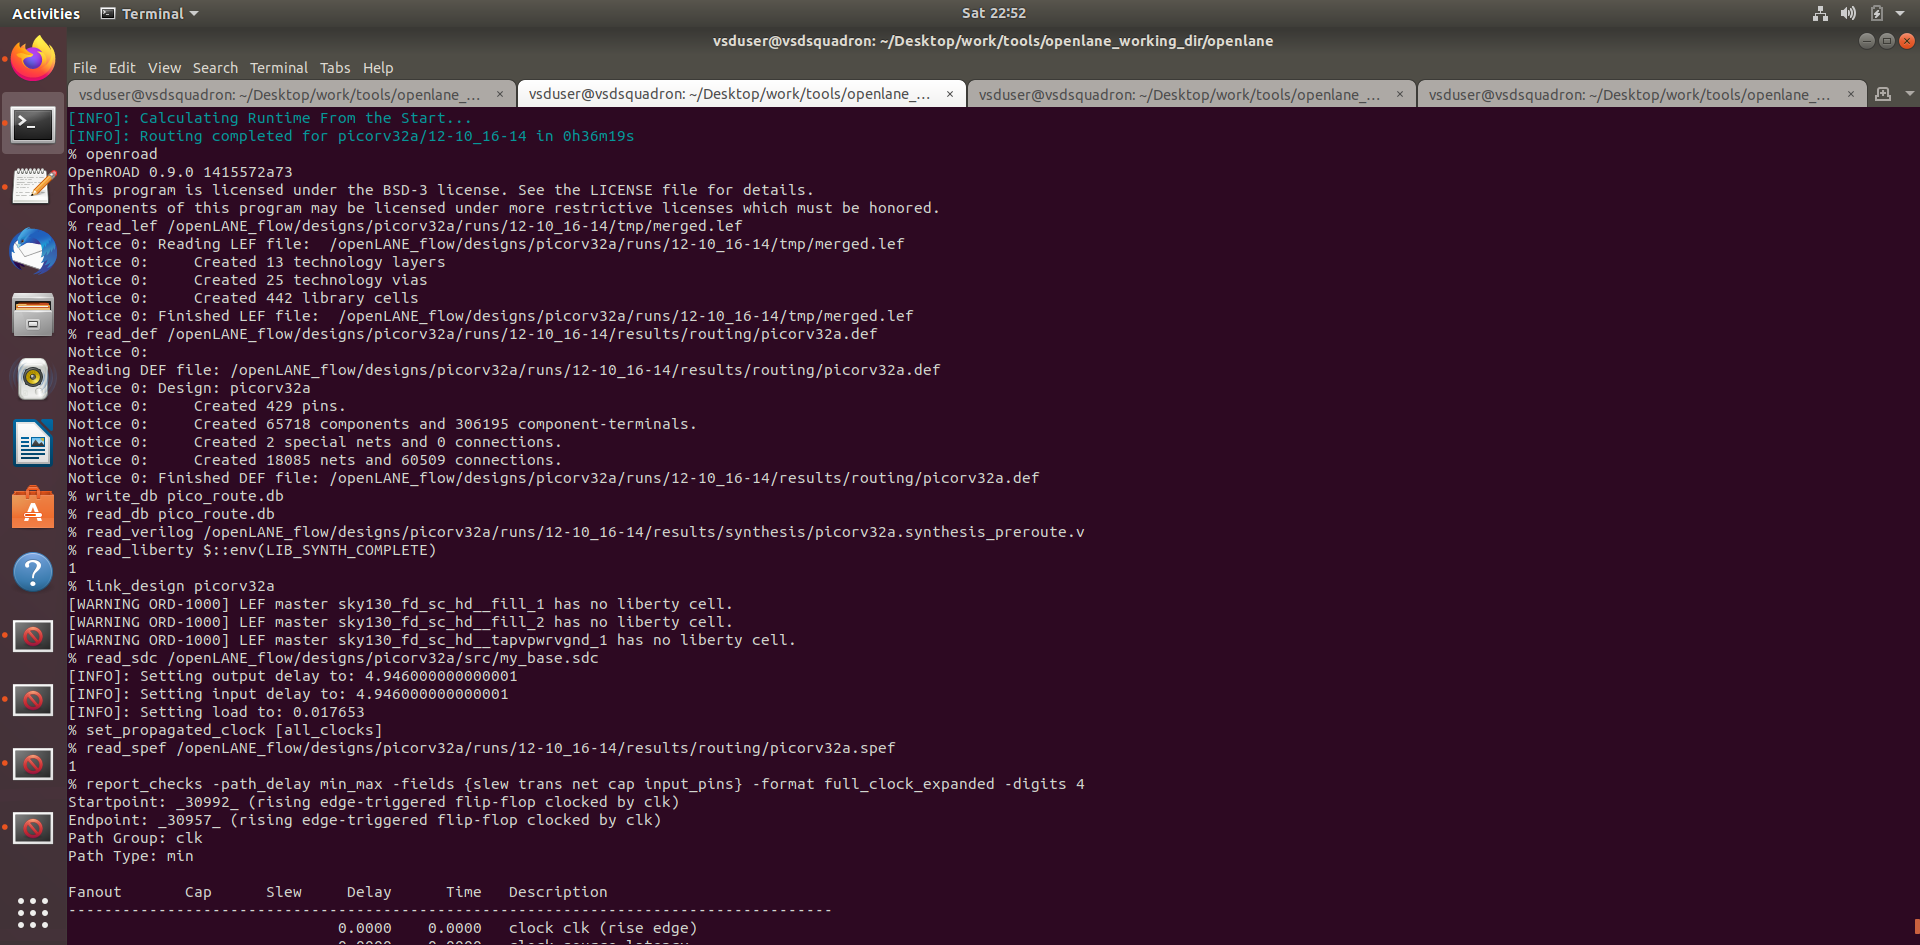 Activities Terminal Sat 22:52
vsduser@vsdsquadron: ~/Desktop/work/tools/openlane_working_dir/openlane
File Edit View Search Terminal Tabs Help
vsduser@vsdsquadron: ~/Desktop/work/tools/openlane_... × vsduser@vsdsquadron: ~/Desktop/work/tools/openlane_... × vsduser@vsdsquadron: ~/Desktop/work/tools/openlane_... × vsduser@vsdsquadron: ~/Desktop/work/tools/openlane_... ×
[INFO]: Calculating Runtime From the Start...
[INFO]: Routing completed for picorv32a/12-10_16-14 in 0h36m19s
% openroad
OpenROAD 0.9.0 1415572a73
This program is licensed under the BSD-3 license. See the LICENSE file for details.
Components of this program may be licensed under more restrictive licenses which must be honored.
% read_lef /openLANE_flow/designs/picorv32a/runs/12-10_16-14/tmp/merged.lef
Notice 0: Reading LEF file:  /openLANE_flow/designs/picorv32a/runs/12-10_16-14/tmp/merged.lef
Notice 0:     Created 13 technology layers
Notice 0:     Created 25 technology vias
Notice 0:     Created 442 library cells
Notice 0: Finished LEF file:  /openLANE_flow/designs/picorv32a/runs/12-10_16-14/tmp/merged.lef
% read_def /openLANE_flow/designs/picorv32a/runs/12-10_16-14/results/routing/picorv32a.def
Notice 0:
Reading DEF file: /openLANE_flow/designs/picorv32a/runs/12-10_16-14/results/routing/picorv32a.def
Notice 0: Design: picorv32a
Notice 0:     Created 429 pins.
Notice 0:     Created 65718 components and 306195 component-terminals.
Notice 0:     Created 2 special nets and 0 connections.
Notice 0:     Created 18085 nets and 60509 connections.
Notice 0: Finished DEF file: /openLANE_flow/designs/picorv32a/runs/12-10_16-14/results/routing/picorv32a.def
% write_db pico_route.db
% read_db pico_route.db
% read_verilog /openLANE_flow/designs/picorv32a/runs/12-10_16-14/results/synthesis/picorv32a.synthesis_preroute.v
% read_liberty $::env(LIB_SYNTH_COMPLETE)
1
% link_design picorv32a
[WARNING ORD-1000] LEF master sky130_fd_sc_hd__fill_1 has no liberty cell.
[WARNING ORD-1000] LEF master sky130_fd_sc_hd__fill_2 has no liberty cell.
[WARNING ORD-1000] LEF master sky130_fd_sc_hd__tapvpwrvgnd_1 has no liberty cell.
% read_sdc /openLANE_flow/designs/picorv32a/src/my_base.sdc
[INFO]: Setting output delay to: 4.946000000000001
[INFO]: Setting input delay to: 4.946000000000001
[INFO]: Setting load to: 0.017653
% set_propagated_clock [all_clocks]
% read_spef /openLANE_flow/designs/picorv32a/runs/12-10_16-14/results/routing/picorv32a.spef
1
% report_checks -path_delay min_max -fields {slew trans net cap input_pins} -format full_clock_expanded -digits 4
Startpoint: _30992_ (rising edge-triggered flip-flop clocked by clk)
Endpoint: _30957_ (rising edge-triggered flip-flop clocked by clk)
Path Group: clk
Path Type: min
Fanout       Cap      Slew     Delay      Time   Description
-------------------------------------------------------------------------------------
0.0000    0.0000   clock clk (rise edge)
0.0000    0.0000   clock source latency